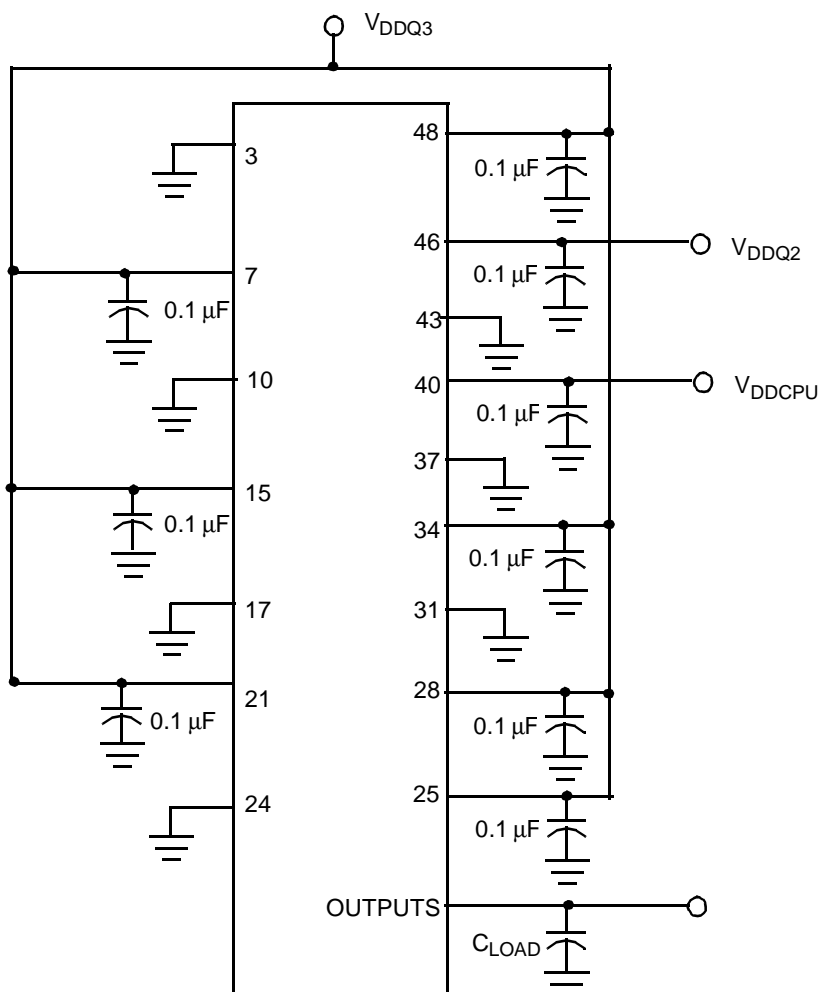 VDDQ3
48
3
0.1 µF
46
VDDQ2
7
0.1 µF
0.1 µF
43
10
40
VDDCPU
0.1 µF
37
15
0.1 µF
34
0.1 µF
17
31
21
28
0.1 µF
0.1 µF
24
25
0.1 µF
OUTPUTS
CLOAD